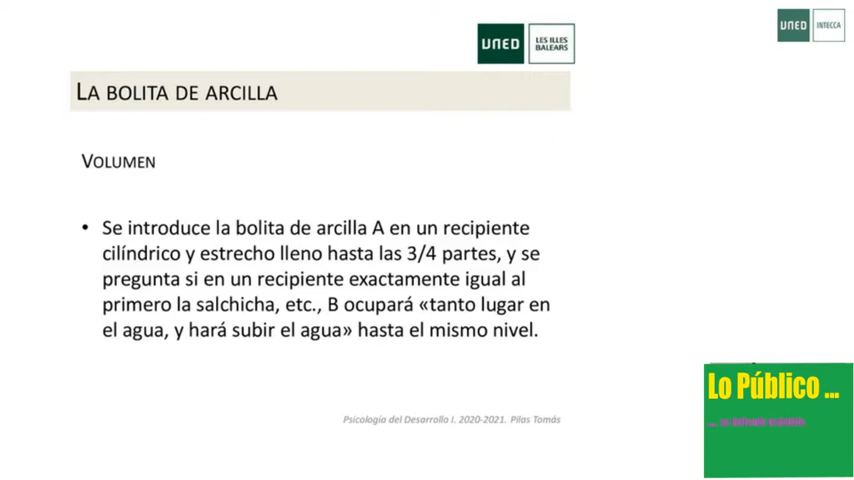 UNED
LES ILLES
BALEARS
UNED
INTECCA
LA BOLITA DE ARCILLA
VOLUMEN
• Se introduce la bolita de arcilla A en un recipiente
cilíndrico y estrecho lleno hasta las 3/4 partes, y se
pregunta si en un recipiente exactamente igual al
primero la salchicha, etc., B ocupará «tanto lugar en
el agua, y hará subir el agua» hasta el mismo nivel.
Lo Público ...
Psicología del Desarrollo I. 2020-2021. Pilas Tomás